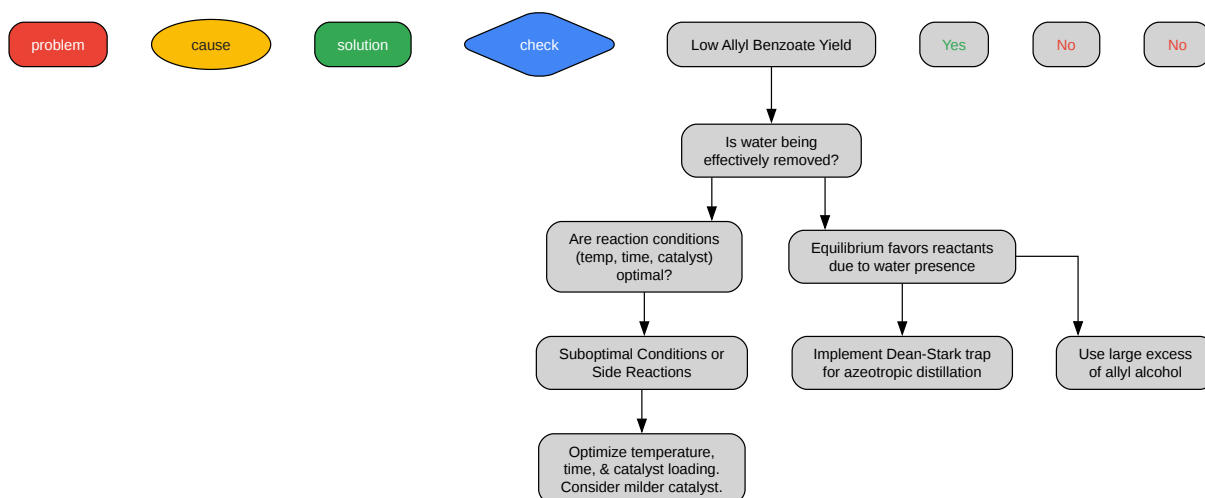 problem
cause
solution
check
Low Allyl Benzoate Yield
Yes
No
No
Is water being
effectively removed?
Are reaction conditions
(temp, time, catalyst)
optimal?
Equilibrium favors reactants
due to water presence
Suboptimal Conditions or
Side Reactions
Implement Dean-Stark trap
for azeotropic distillation
Use large excess
of allyl alcohol
Optimize temperature,
time, & catalyst loading.
Consider milder catalyst.